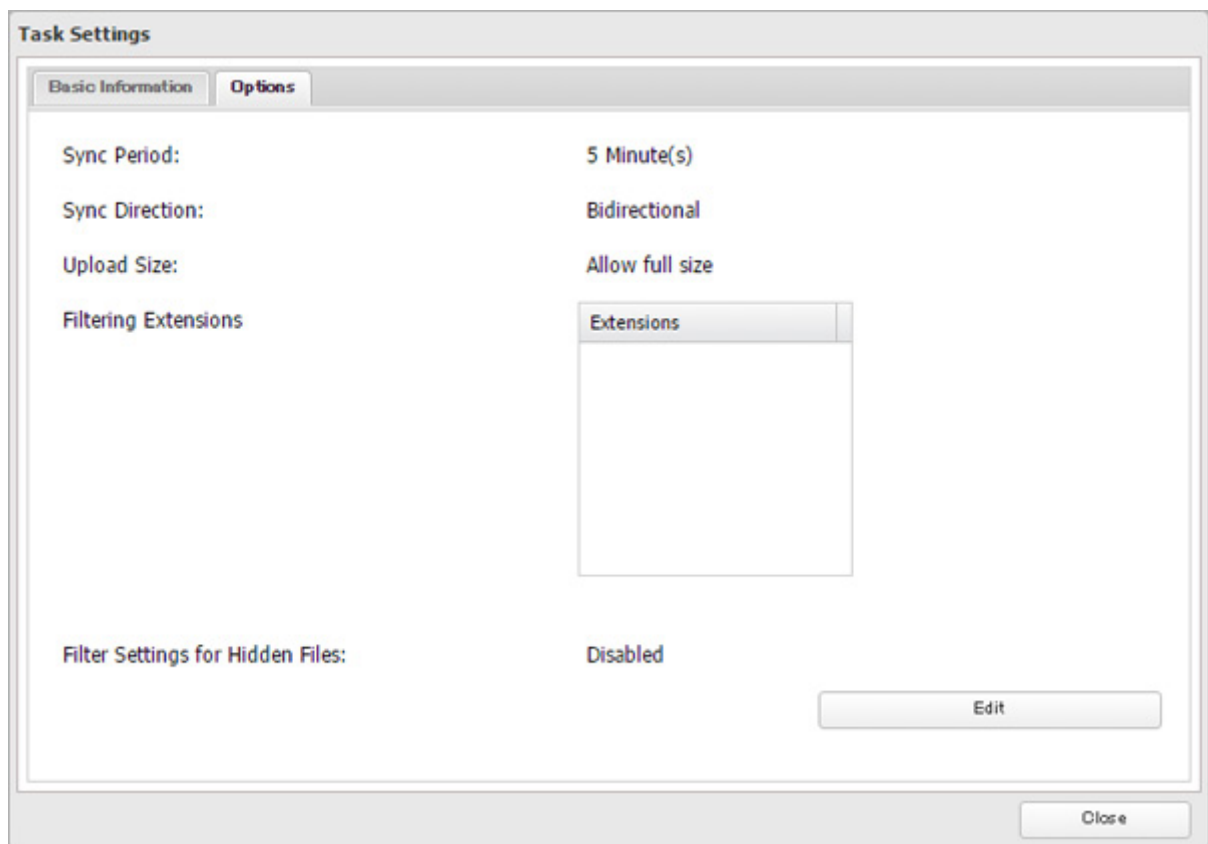 Task Settings
Basic Information Options
Sync Period: 5 Minute(s)
Sync Direction: Bidirectional
Upload Size: Allow full size
Filtering Extensions Extensions
Filter Settings for Hidden Files: Disabled
Edit
Close